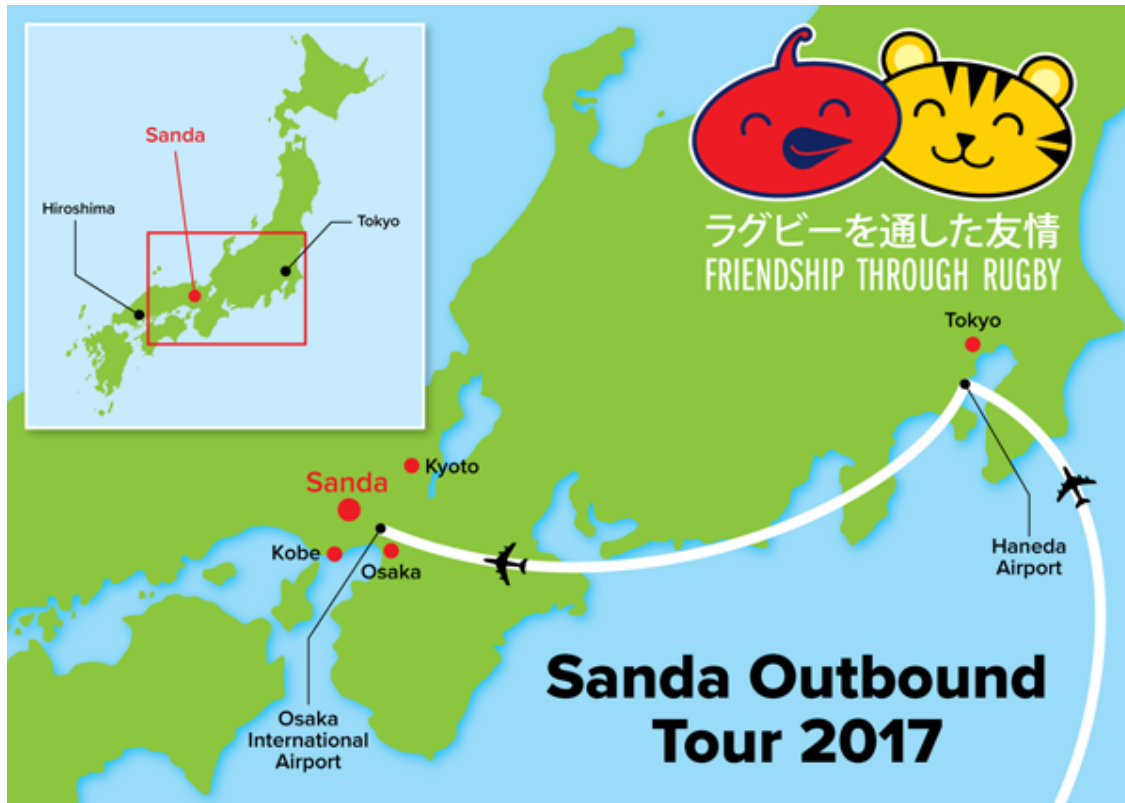 Sanda
Hiroshima
Tokyo
ラグビーを通した友情
FRIENDSHIP THROUGH RUGBY
Tokyo
Kyoto
Sanda
Kobe
Osaka
Haneda
Airport
Osaka
International
Airport
Sanda Outbound
Tour 2017